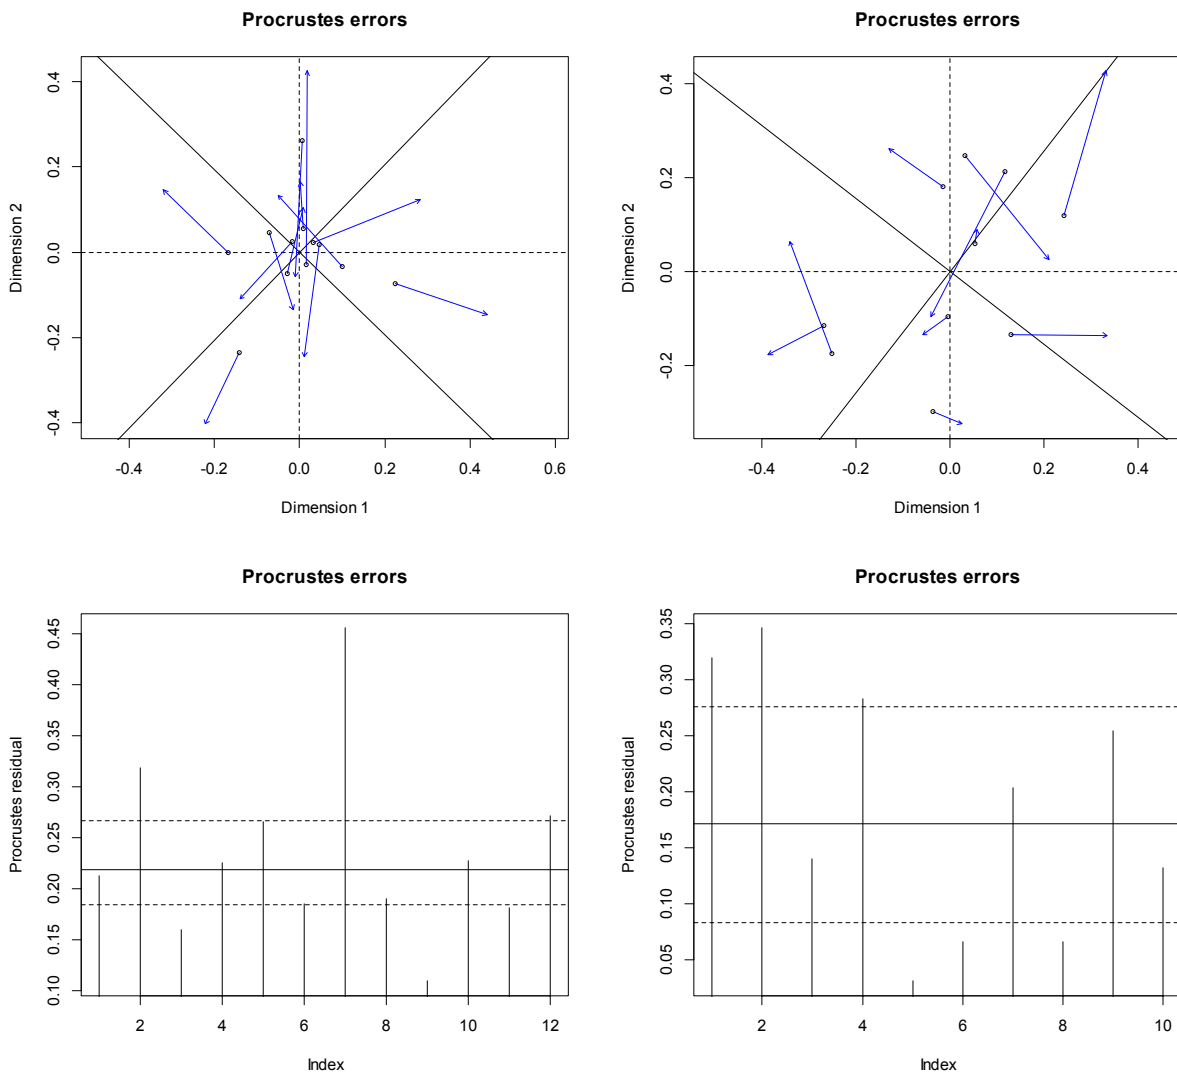 Procrustes errors
Dimension 2
0.4
0.2
0.0
-0.2
-0.4
-0.4 -0.2 0.0 0.2 0.4 0.6
Dimension 1
Procrustes errors
Dimension 2
0.4
0.2
0.0
-0.2
-0.4 -0.2 0.0 0.2 0.4
Dimension 1
Procrustes errors
Procrustes residual
0.45
0.40
0.35
0.30
0.25
0.20
0.15
0.10
2 4 6 8 10 12
Index
Procrustes errors
Procrustes residual
0.35
0.30
0.25
0.20
0.15
0.10
0.05
2 4 6 8 10
Index